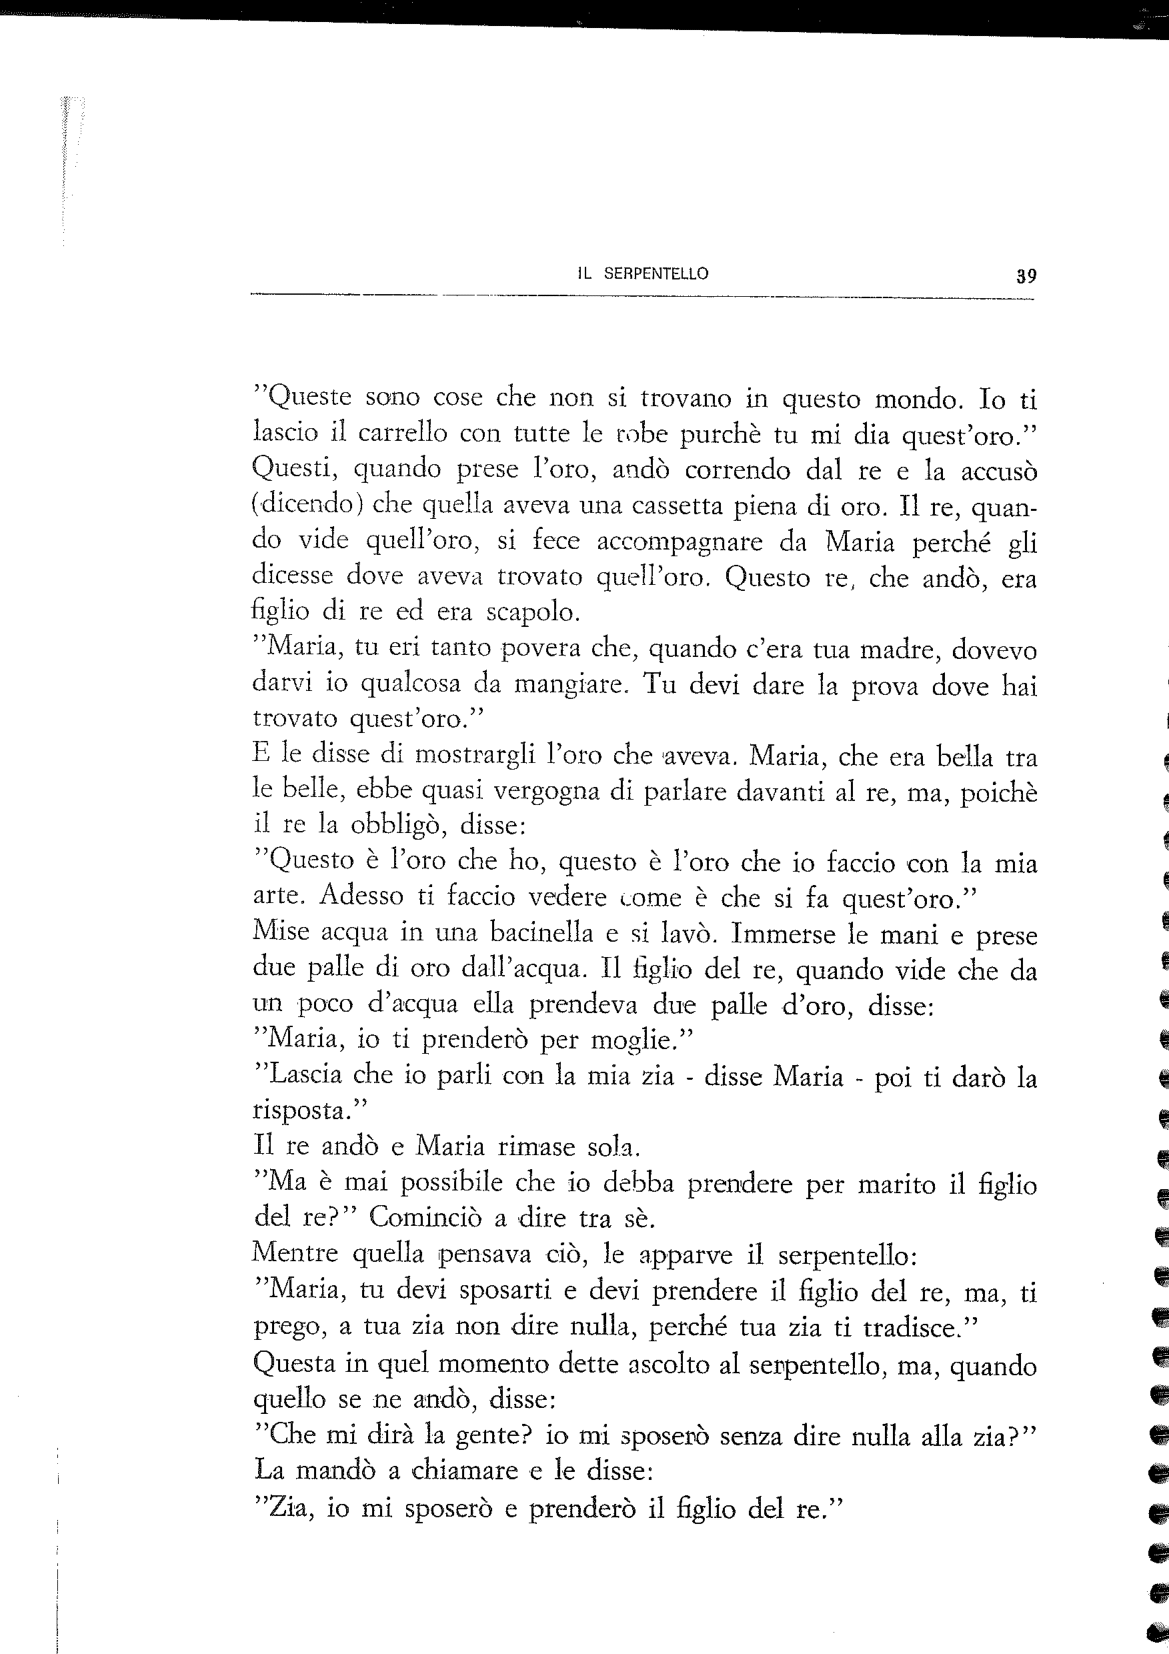 IL SERPENTELLO 39
”Queste sono cose che non si trovano in questo mondo. Io ti
lascio il carrello con tutte le robe purchè tu mi dia quest’oro.”
Questi, quando prese l’oro, andò correndo dal re e la accusò
(dicendo) che quella aveva una cassetta piena di oro. Il re, quan-
do vide quell’oro, si fece accompagnare da Maria perché gli
dicesse dove aveva trovato quell’oro. Questo re, che andò, era
figlio di re ed era scapolo.
”Maria, tu eri tanto povera che, quando c’era tua madre, dovevo
darvi io qualcosa da mangiare. Tu devi dare la prova dove hai
trovato quest’oro.”
E le disse di mostrargli l’oro che aveva. Maria, che era bella tra
le belle, ebbe quasi vergogna di parlare davanti al re, ma, poichè
il re la obbligò, disse:
”Questo è l’oro che ho, questo è l’oro che io faccio con la mia
arte. Adesso ti faccio vedere come è che si fa quest’oro.”
Mise acqua in una bacinella e si lavò. Immerse le mani e prese
due palle di oro dall’acqua. Il figlio del re, quando vide che da
un poco d’acqua ella prendeva due palle d’oro, disse:
”Maria, io ti prenderò per moglie.”
”Lascia che io parli con la mia zia - disse Maria - poi ti darò la
risposta.”
Il re andò e Maria rimase sola.
”Ma è mai possibile che io debba prendere per marito il figlio
del re?” Cominciò a dire tra sè.
Mentre quella pensava ciò, le apparve il serpentello:
”Maria, tu devi sposarti e devi prendere il figlio del re, ma, ti
prego, a tua zia non dire nulla, perché tua zia ti tradisce.”
Questa in quel momento dette ascolto al serpentello, ma, quando
quello se ne andò, disse:
”Che mi dirà la gente? io mi sposerò senza dire nulla alla zia?”
La mandò a chiamare e le disse:
”Zia, io mi sposerò e prenderò il figlio del re.”